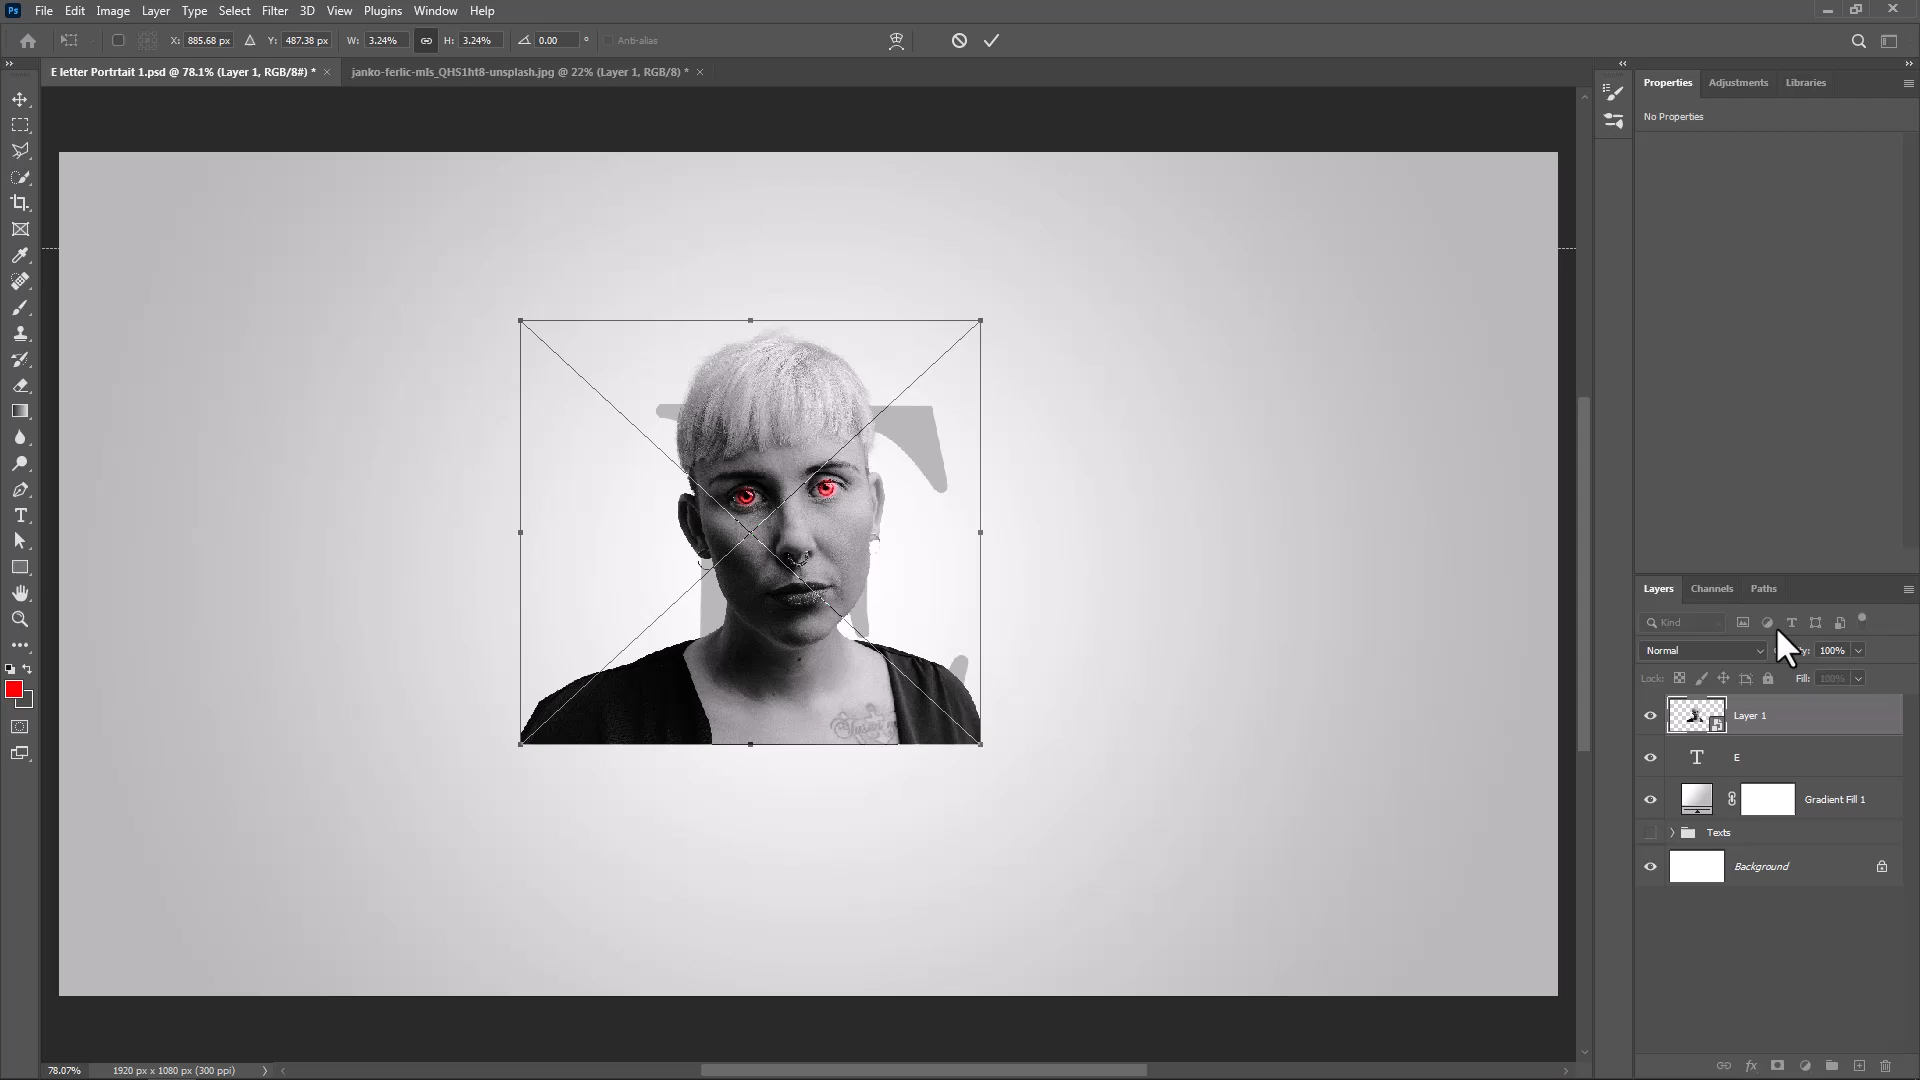 Ps File Edit Image Layer Type Select Filter 3D View Plugins Window Help
X: 885.68 px Y: 487.38 px W: 3.24% H: 3.24% 0.00 ° Anti-alias
E letter Portrtait 1.psd @ 78.1% (Layer 1, RGB/8#) * janko-ferlic-mls_QHS1ht8-unsplash.jpg @ 22% (Layer 1, RGB/8) *
Properties Adjustments Libraries
No Properties
Layers Channels Paths
Kind
Normal 100%
Lock: Fill: 100%
Layer 1
T E
Gradient Fill 1
Texts
Background
78.07% 1920 px x 1080 px (300 ppi)